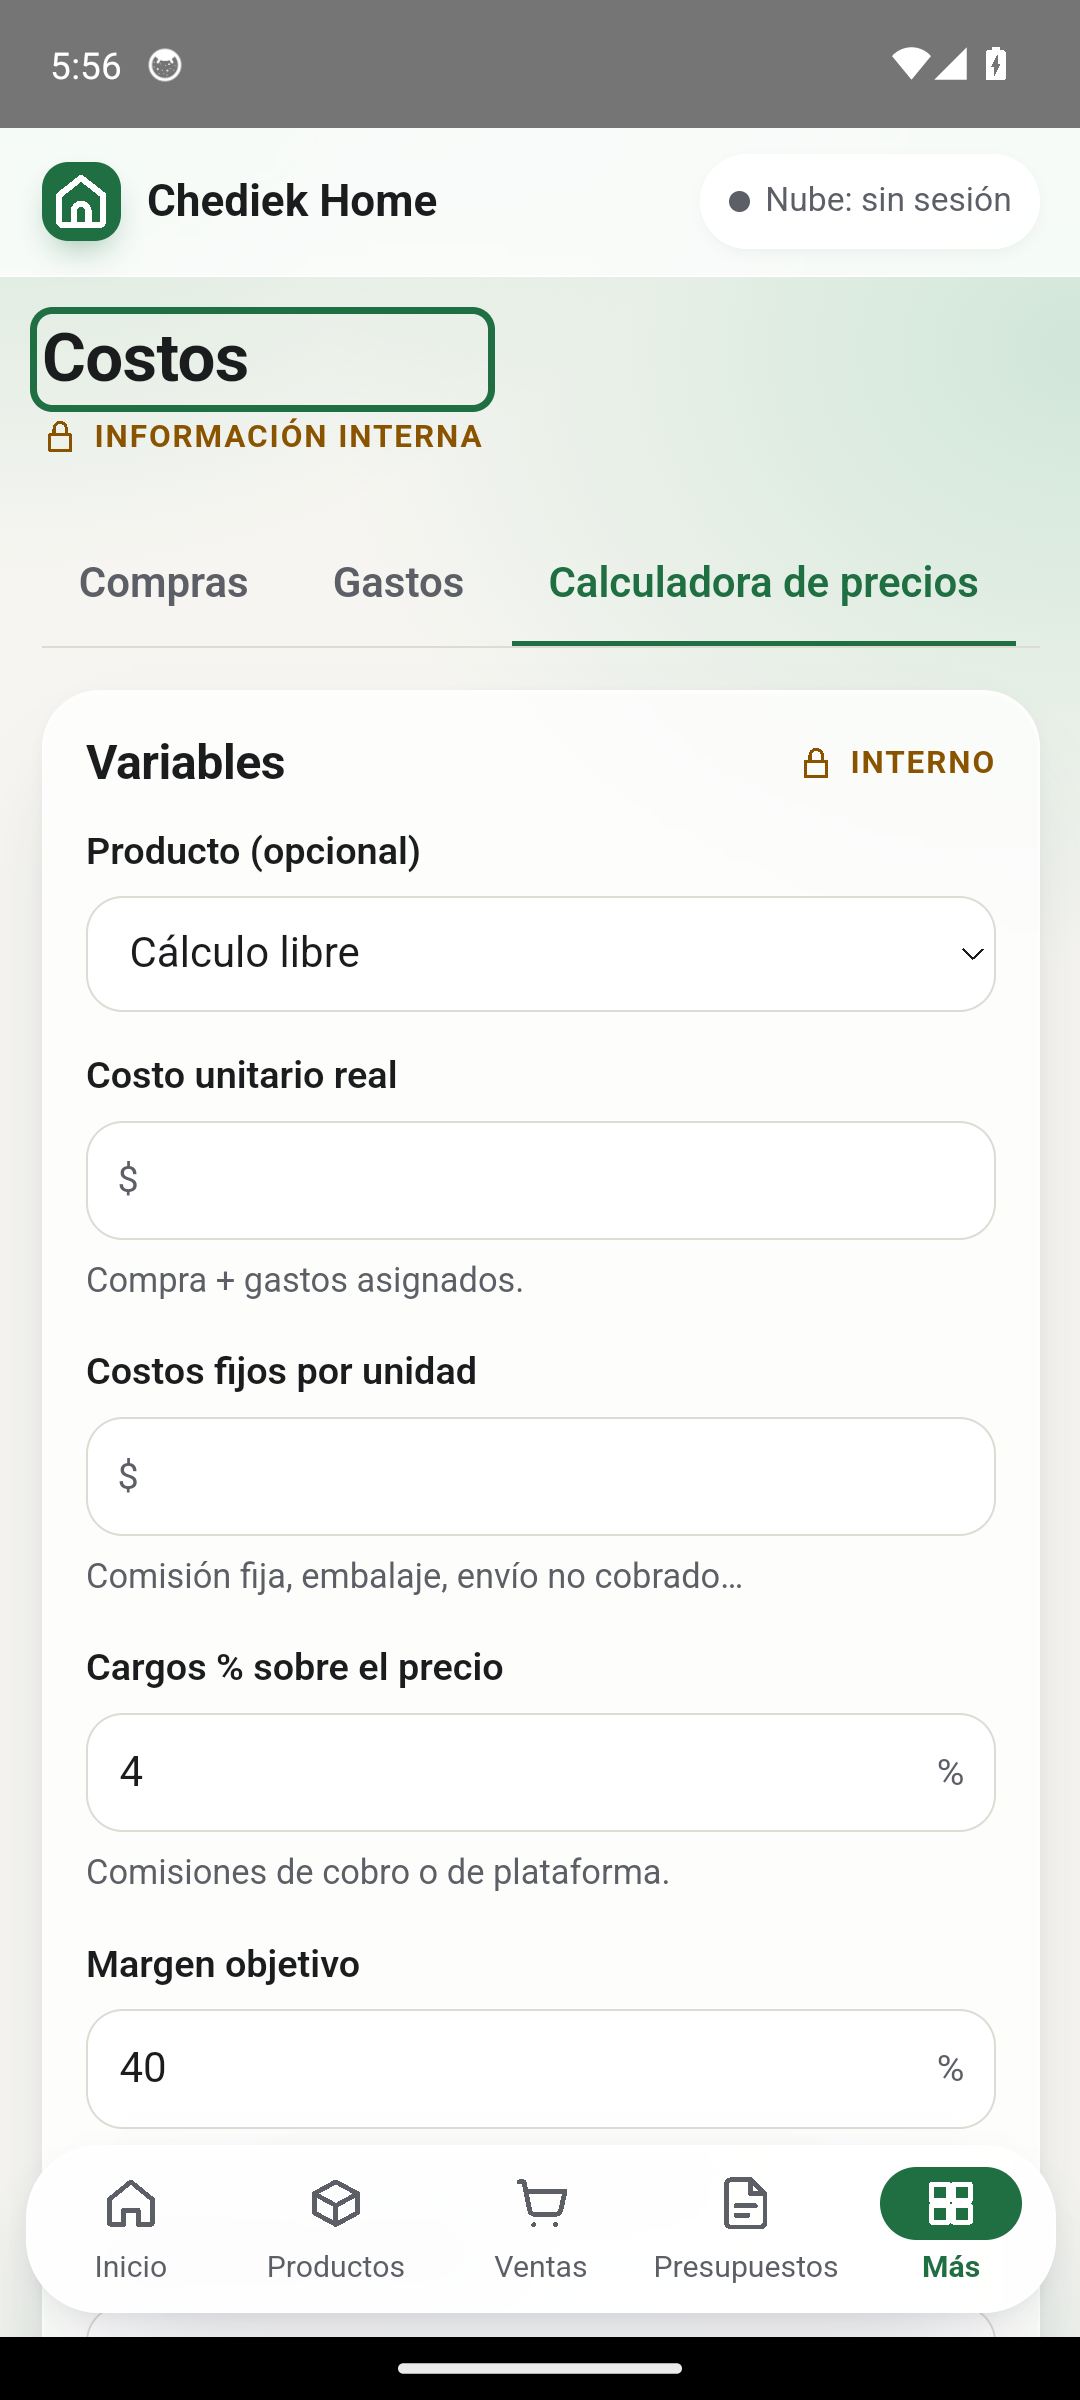 5:56
Chediek Home
Nube: sin sesión
Costos
INFORMACIÓN INTERNA
Compras Gastos Calculadora de precios
Variables
INTERNO
Producto (opcional)
Cálculo libre
Costo unitario real
$
Compra + gastos asignados.
Costos fijos por unidad
$
Comisión fija, embalaje, envío no cobrado…
Cargos % sobre el precio
4 %
Comisiones de cobro o de plataforma.
Margen objetivo
40 %
Inicio Productos Ventas Presupuestos Más